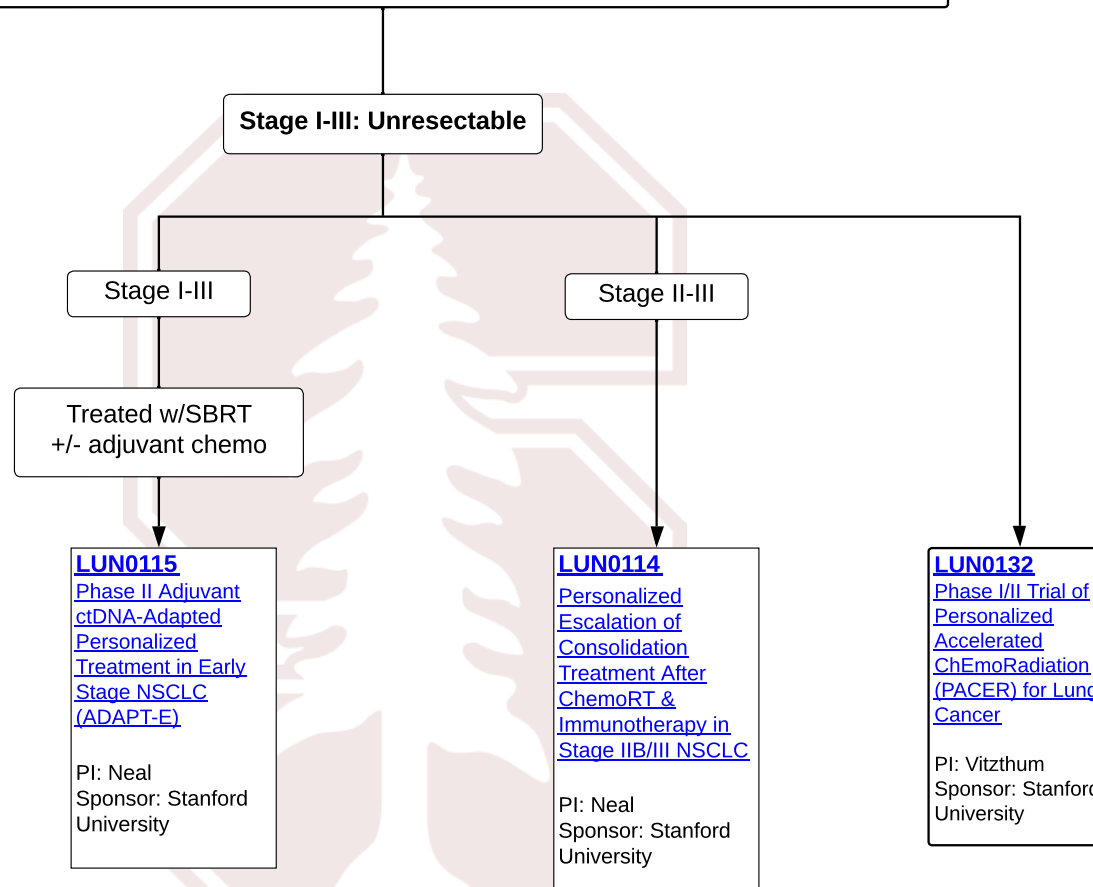 Stage I-III: Unresectable
Stage I-III
Stage II-III
Treated w/SBRT
+/- adjuvant chemo
LUN0115
Phase II Adjuvant
ctDNA-Adapted
Personalized
Treatment in Early
Stage NSCLC
(ADAPT-E)
PI: Neal
Sponsor: Stanford
University
LUN0114
Personalized
Escalation of
Consolidation
Treatment After
ChemoRT &
Immunotherapy in
Stage IIB/III NSCLC
PI: Neal
Sponsor: Stanford
University
LUN0132
Phase I/II Trial of
Personalized
Accelerated
ChEmoRadiation
(PACER) for Lung
Cancer
PI: Vitzthum
Sponsor: Stanford
University